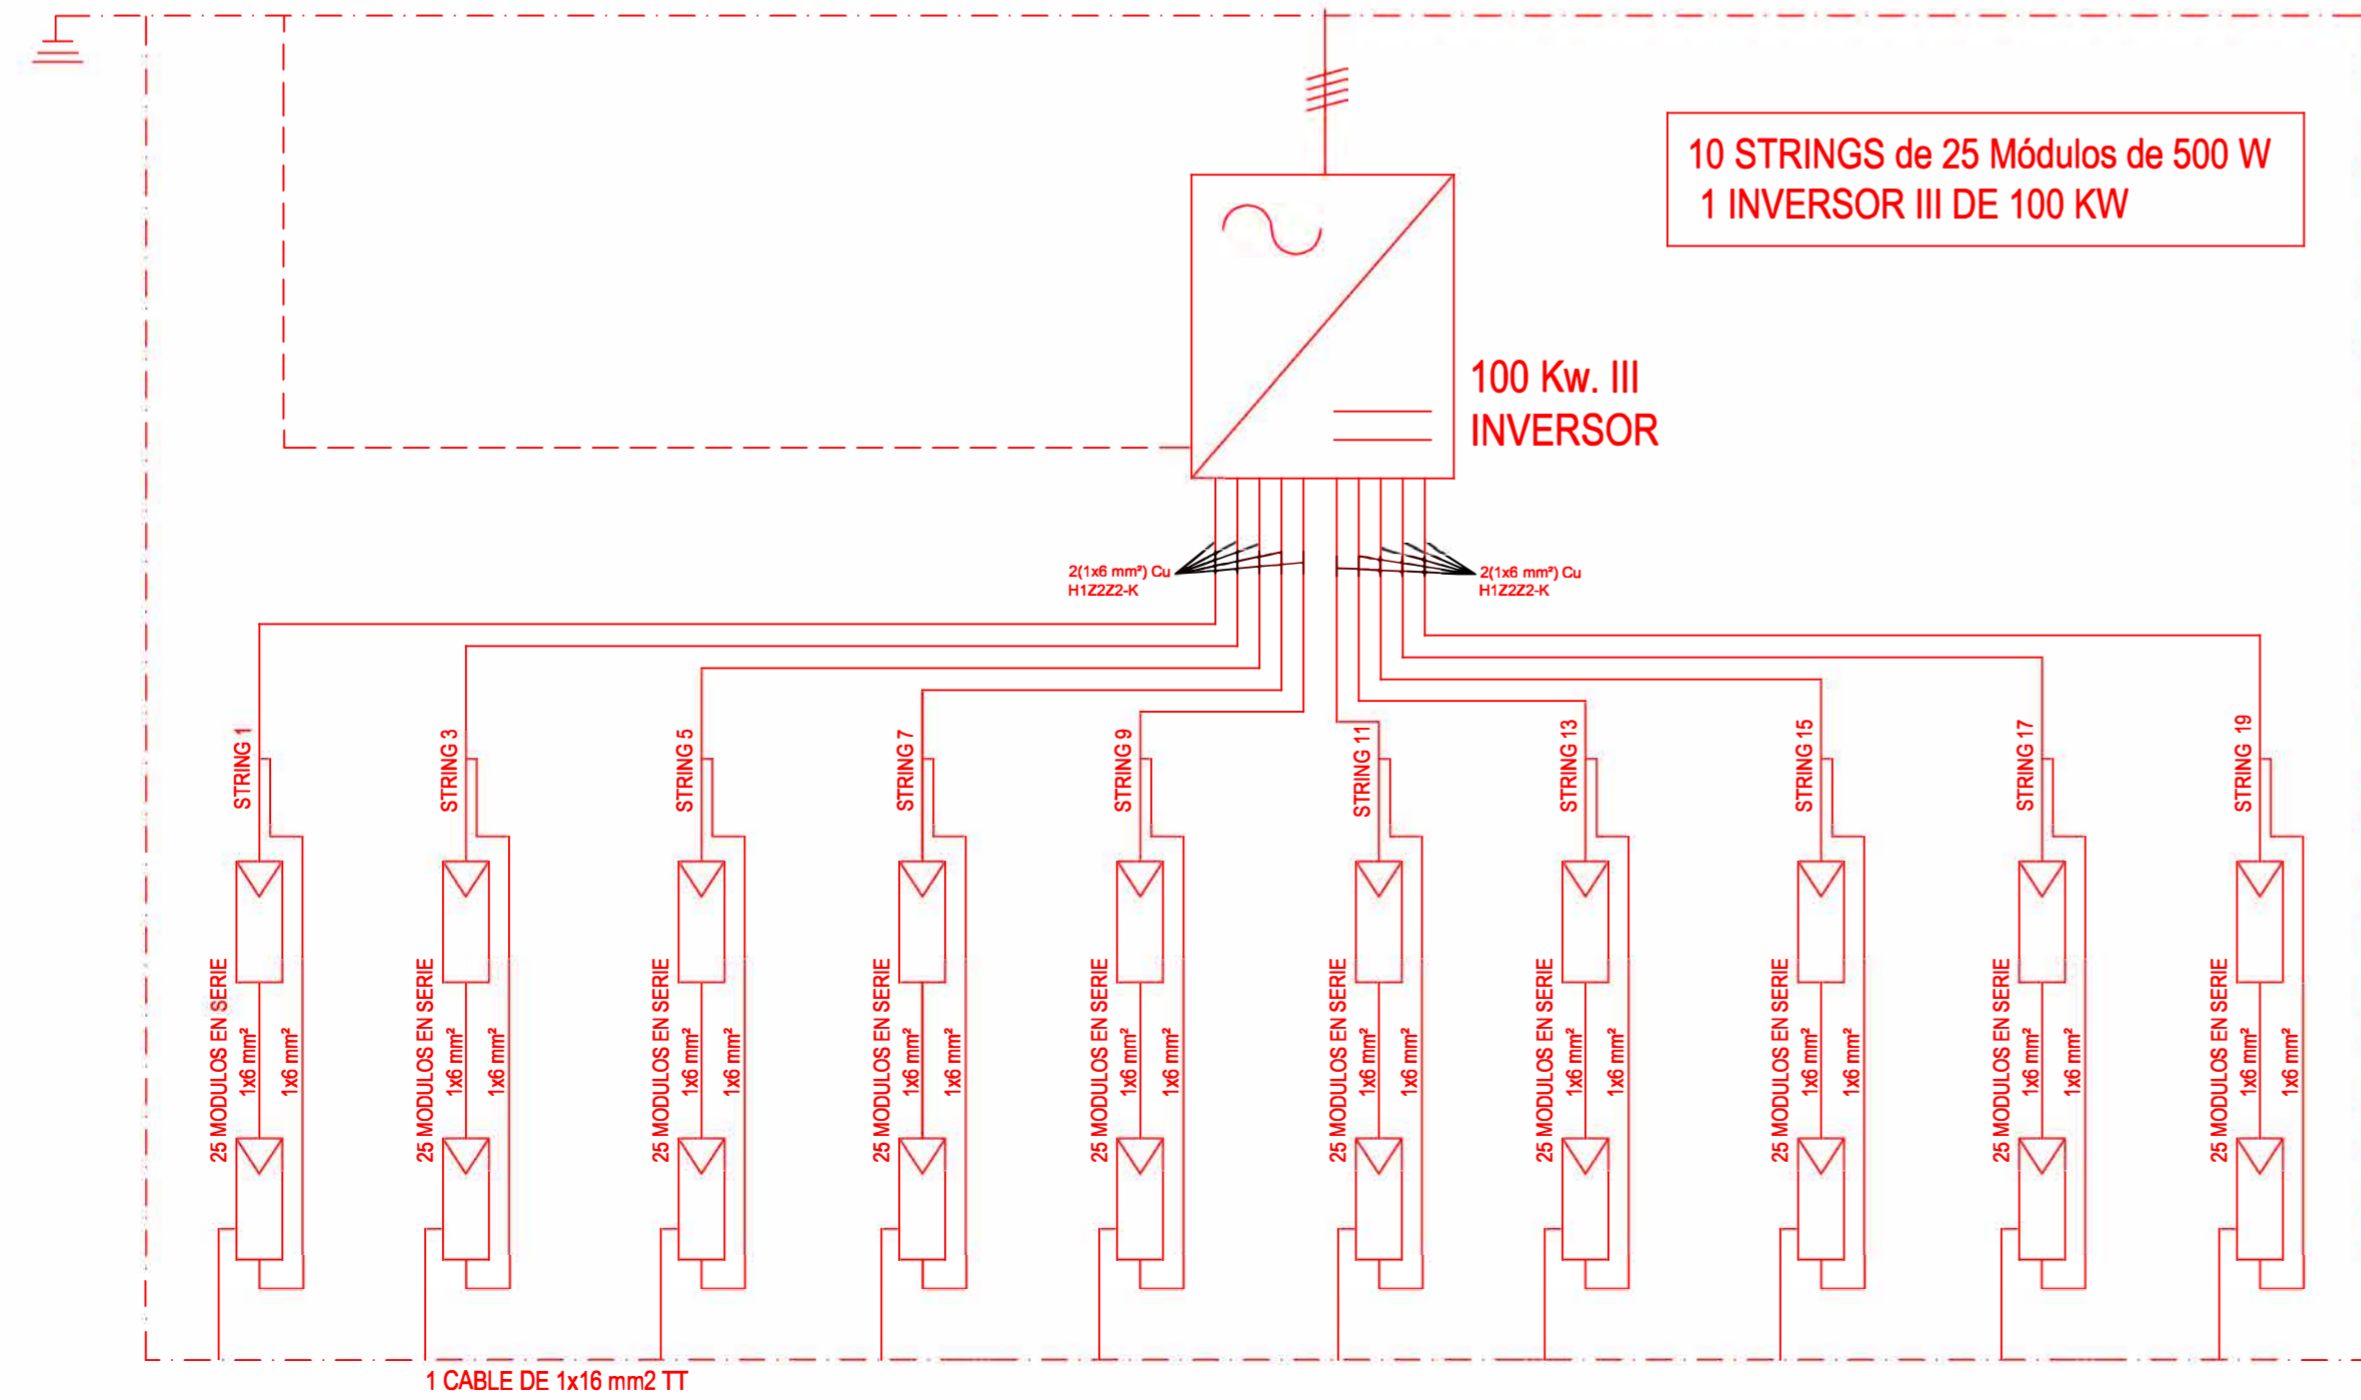 10 STRINGS de 25 Módulos de 500 W
1 INVERSOR III DE 100 KW
100 Kw. III
INVERSOR
2(1x6 mm²) Cu
H1Z2Z2-K
2(1x6 mm²) Cu
H1Z2Z2-K
STRING 1
STRING 3
STRING 5
STRING 7
STRING 9
STRING 11
STRING 13
STRING 15
STRING 17
STRING 19
25 MODULOS EN SERIE
1x6 mm²
1x6 mm²
25 MODULOS EN SERIE
1x6 mm²
1x6 mm²
25 MODULOS EN SERIE
1x6 mm²
1x6 mm²
25 MODULOS EN SERIE
1x6 mm²
1x6 mm²
25 MODULOS EN SERIE
1x6 mm²
1x6 mm²
25 MODULOS EN SERIE
1x6 mm²
1x6 mm²
25 MODULOS EN SERIE
1x6 mm²
1x6 mm²
25 MODULOS EN SERIE
1x6 mm²
1x6 mm²
25 MODULOS EN SERIE
1x6 mm²
1x6 mm²
25 MODULOS EN SERIE
1x6 mm²
1x6 mm²
1 CABLE DE 1x16 mm2 TT